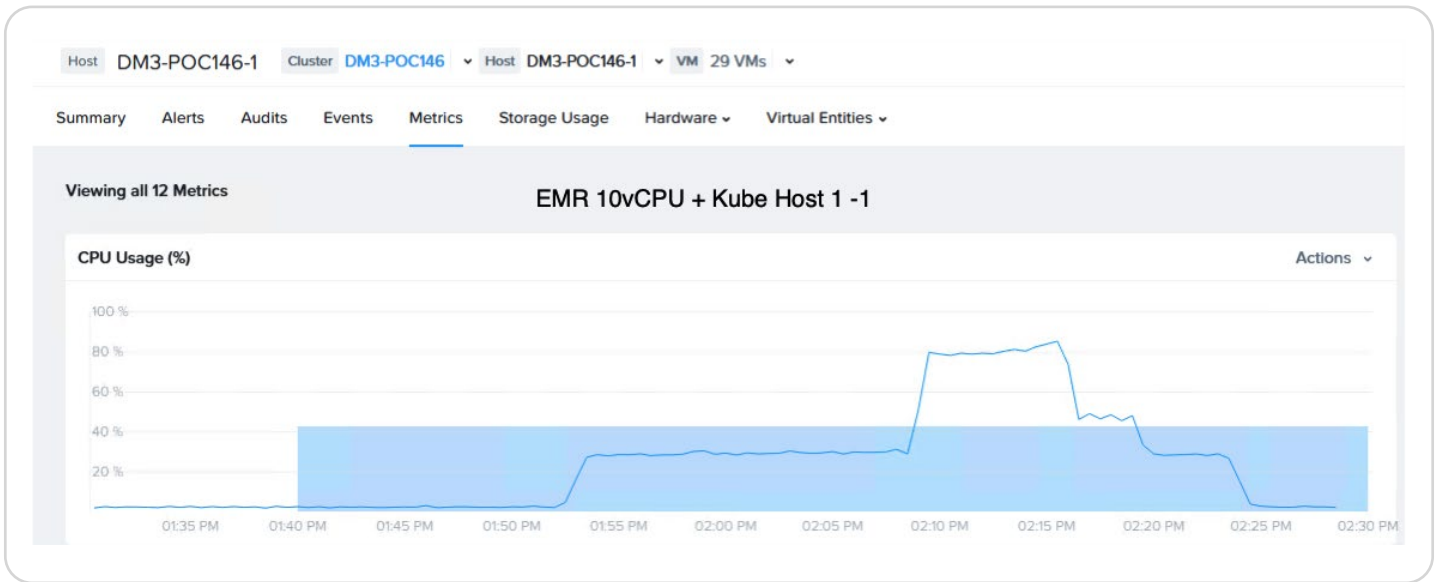 Host DM3-POC146-1 Cluster DM3-POC146 Host DM3-POC146-1 VM 29 VMs
Summary Alerts Audits Events Metrics Storage Usage Hardware Virtual Entities
Viewing all 12 Metrics
EMR 10vCPU + Kube Host 1 -1
CPU Usage (%) Actions
100 %
80 %
60 %
40 %
20 %
01:35 PM 01:40 PM 01:45 PM 01:50 PM 01:55 PM 02:00 PM 02:05 PM 02:10 PM 02:15 PM 02:20 PM 02:25 PM 02:30 PM